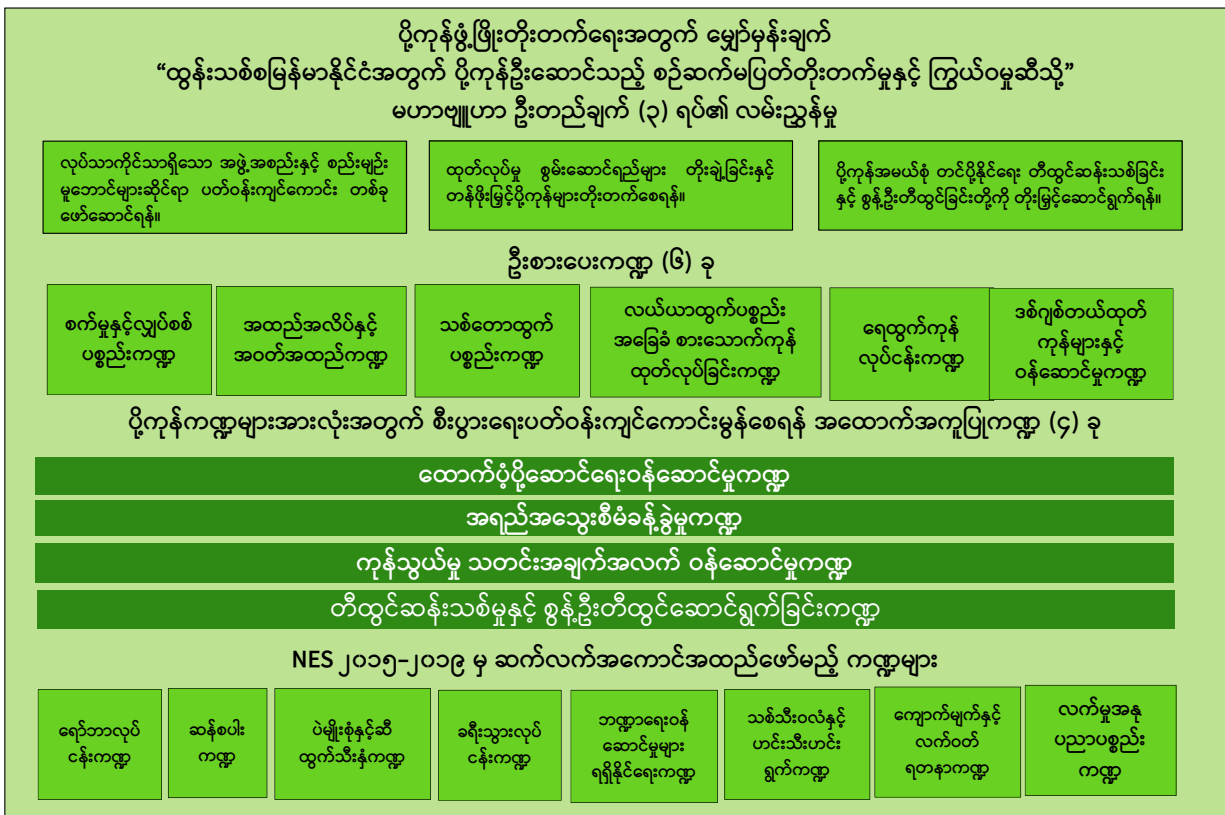 ပို့ကုန်ဖွံ့ဖြိုးတိုးတက်ရေးအတွက် မျှော်မှန်းချက်
“ထွန်းသစ်စမြန်မာနိုင်ငံအတွက် ပို့ကုန်ဦးဆောင်သည့် စဉ်ဆက်မပြတ်တိုးတက်မှုနှင့် ကြွယ်ဝမှုဆီသို့”
မဟာဗျူဟာ ဦးတည်ချက် (၃) ရပ်၏ လမ်းညွှန်မှု
လုပ်သာကိုင်သာရှိသော အဖွဲ့အစည်းနှင့် စည်းမျဉ်း
မူဘောင်များဆိုင်ရာ ပတ်ဝန်းကျင်ကောင်း တစ်ခု
ဖော်ဆောင်ရန်။
ထုတ်လုပ်မှု စွမ်းဆောင်ရည်များ တိုးချဲ့ခြင်းနှင့်
တန်ဖိုးမြှင့်ပို့ကုန်များတိုးတက်စေရန်။
ပို့ကုန်အမယ်စုံ တင်ပို့နိုင်ရေး တီထွင်ဆန်းသစ်ခြင်း
နှင့် စွန့်ဦးတီထွင်ခြင်းတို့ကို တိုးမြှင့်ဆောင်ရွက်ရန်။
ဦးစားပေးကဏ္ဍ (၆) ခု
စက်မှုနှင့်လျှပ်စစ်
ပစ္စည်းကဏ္ဍ
အထည်အလိပ်နှင့်
အဝတ်အထည်ကဏ္ဍ
သစ်တောထွက်
ပစ္စည်းကဏ္ဍ
လယ်ယာထွက်ပစ္စည်း
အခြေခံ စားသောက်ကုန်
ထုတ်လုပ်ခြင်းကဏ္ဍ
ရေထွက်ကုန်
လုပ်ငန်းကဏ္ဍ
ဒစ်ဂျစ်တယ်ထုတ်
ကုန်များနှင့်
ဝန်ဆောင်မှုကဏ္ဍ
ပို့ကုန်ကဏ္ဍများအားလုံးအတွက် စီးပွားရေးပတ်ဝန်းကျင်ကောင်းမွန်စေရန် အထောက်အကူပြုကဏ္ဍ (၄) ခု
ထောက်ပံ့ပို့ဆောင်ရေးဝန်ဆောင်မှုကဏ္ဍ
အရည်အသွေးစီမံခန့်ခွဲမှုကဏ္ဍ
ကုန်သွယ်မှု သတင်းအချက်အလက် ဝန်ဆောင်မှုကဏ္ဍ
တီထွင်ဆန်းသစ်မှုနှင့် စွန့်ဦးတီထွင်ဆောင်ရွက်ခြင်းကဏ္ဍ
NES ၂၀၁၅–၂၀၁၉ မှ ဆက်လက်အကောင်အထည်ဖော်မည့် ကဏ္ဍများ
ရော်ဘာလုပ်
ငန်းကဏ္ဍ
ဆန်စပါး
ကဏ္ဍ
ပဲမျိုးစုံနှင့်ဆီ
ထွက်သီးနှံကဏ္ဍ
ခရီးသွားလုပ်
ငန်းကဏ္ဍ
ဘဏ္ဍာရေးဝန်
ဆောင်မှုများ
ရရှိနိုင်ရေးကဏ္ဍ
သစ်သီးဝလံနှင့်
ဟင်းသီးဟင်း
ရွက်ကဏ္ဍ
ကျောက်မျက်နှင့်
လက်ဝတ်
ရတနာကဏ္ဍ
လက်မှုအနု
ပညာပစ္စည်း
ကဏ္ဍ